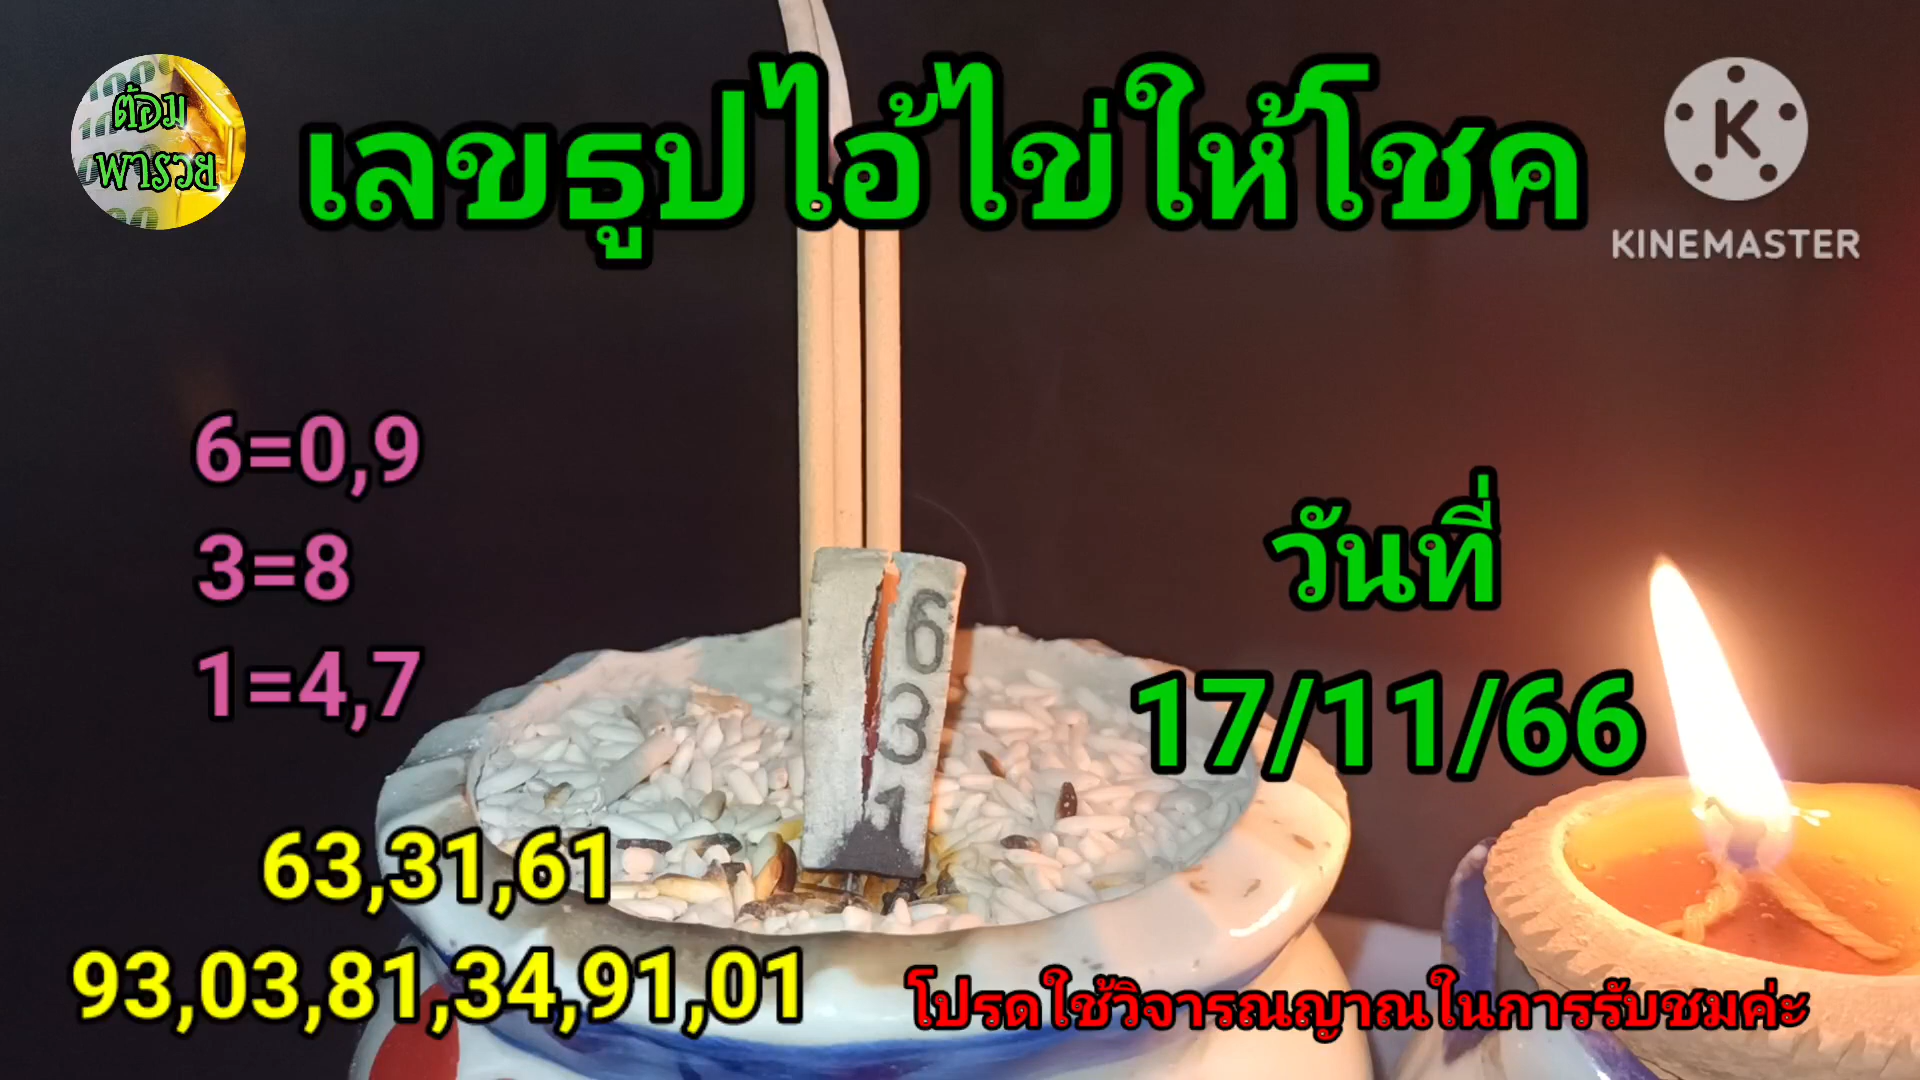 ต้อม
พารวย
เลขธูปไอ้ไข่ให้โชค
K
KINEMASTER
6=0,9
3=8
1=4,7
6
3
1
วันที่
17/11/66
63,31,61
93,03,81,34,91,01
โปรดใช้วิจารณญาณในการรับชมค่ะ